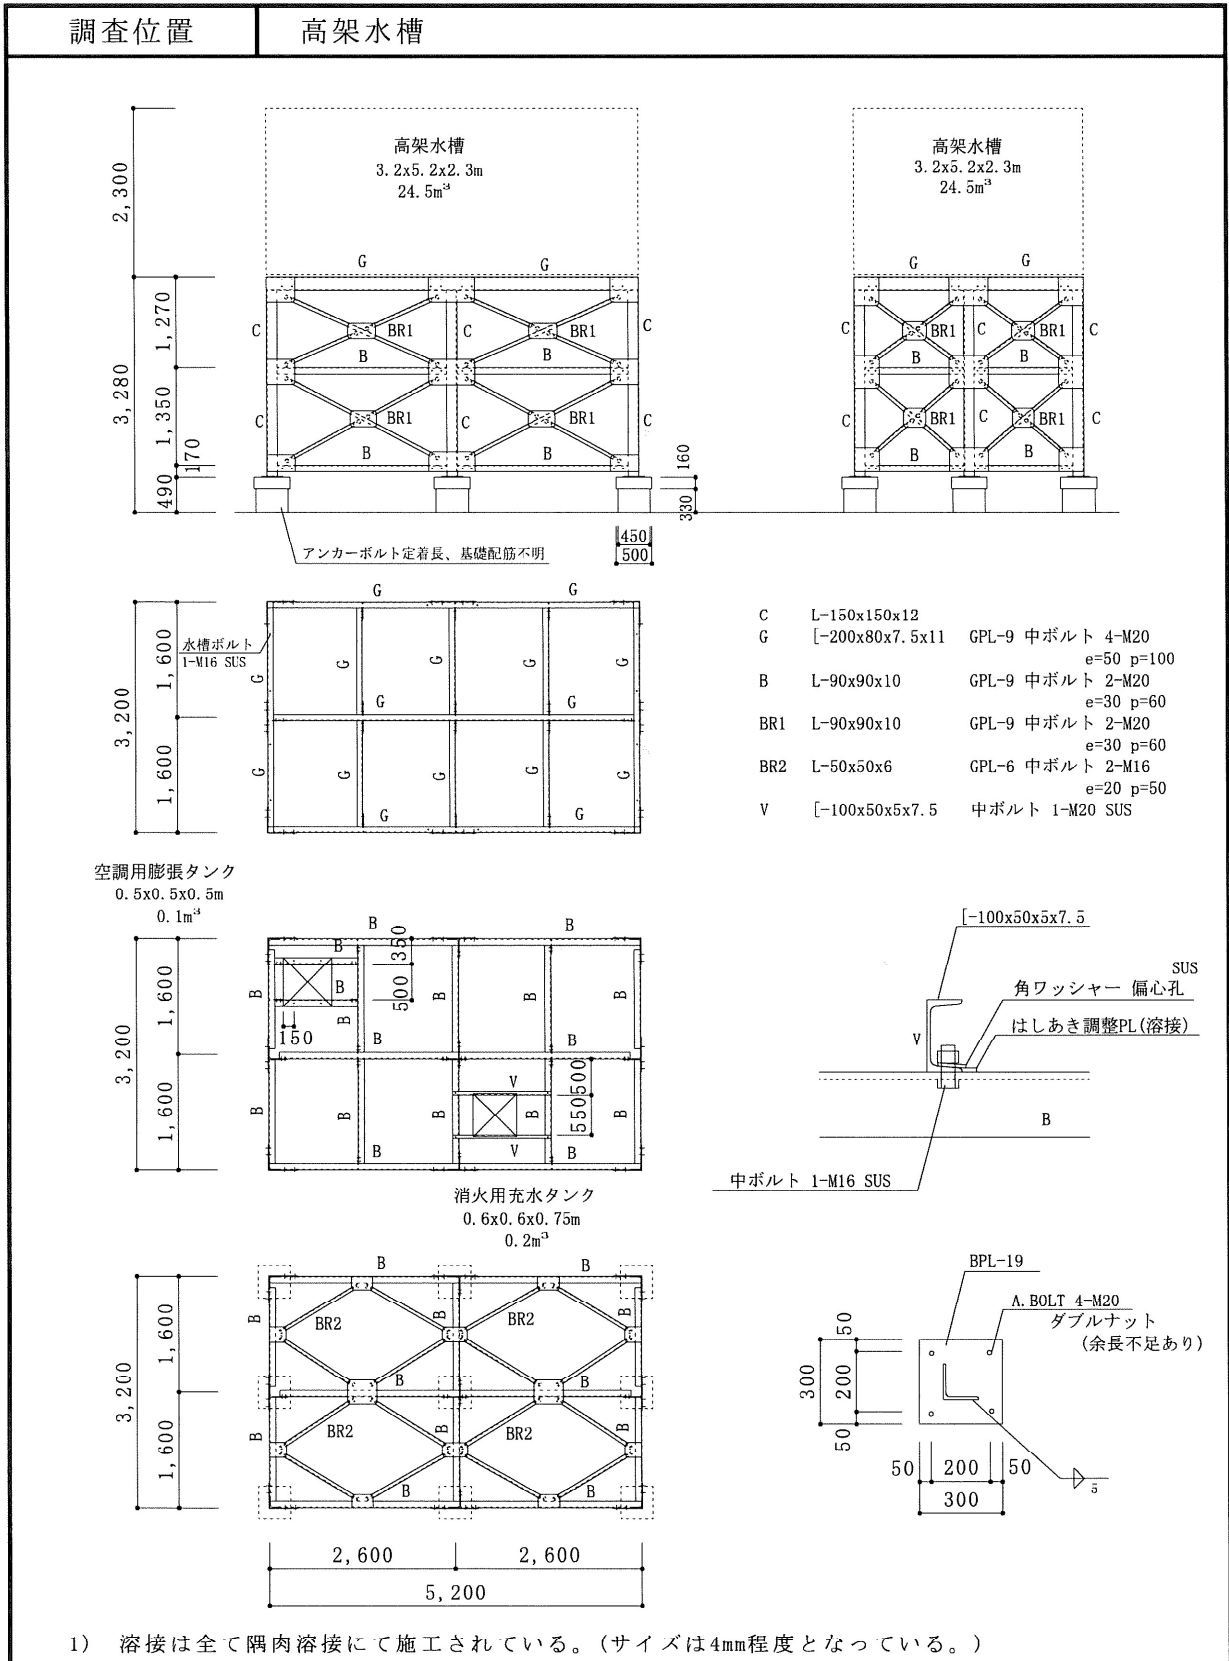 調査位置
高架水槽
高架水槽
3.2x5.2x2.3m
24.5m³
高架水槽
3.2x5.2x2.3m
24.5m³
2,300
G
G
G
G
1,270
C
BR1
C
BR1
C
C
BR1
C
BR1
C
B
B
B
B
3,280
1,350
C
BR1
C
BR1
C
C
BR1
C
BR1
C
B
B
B
B
170
490
160
330
アンカーボルト定着長、基礎配筋不明
450
500
G
G
水槽ボルト
1-M16 SUS
3,200
1,600
1,600
G
G
G
G
G
G
G
G
G
G
G
G
G
G
C L-150x150x12
G [-200x80x7.5x11 GPL-9 中ボルト 4-M20
e=50 p=100
B L-90x90x10 GPL-9 中ボルト 2-M20
e=30 p=60
BR1 L-90x90x10 GPL-9 中ボルト 2-M20
e=30 p=60
BR2 L-50x50x6 GPL-6 中ボルト 2-M16
e=20 p=50
V [-100x50x5x7.5 中ボルト 1-M20 SUS
空調用膨張タンク
0.5x0.5x0.5m
0.1m³
B
B
B
350
500
150
3,200
1,600
1,600
B
B
B
B
B
B
B
B
V
500
550
B
B
B
B
B
B
V
B
B
消火用充水タンク
0.6x0.6x0.75m
0.2m³
[-100x50x5x7.5
SUS
角ワッシャー 偏心孔
はしあき調整PL(溶接)
V
B
中ボルト 1-M16 SUS
B
B
3,200
1,600
1,600
B
BR2
B
BR2
B
B
B
B
BR2
B
BR2
B
B
B
2,600
2,600
5,200
BPL-19
A.BOLT 4-M20
ダブルナット
(余長不足あり)
50
300
200
50
50
200
50
300
5
1) 溶接は全て隅肉溶接にて施工されている。(サイズは4mm程度となっている。)